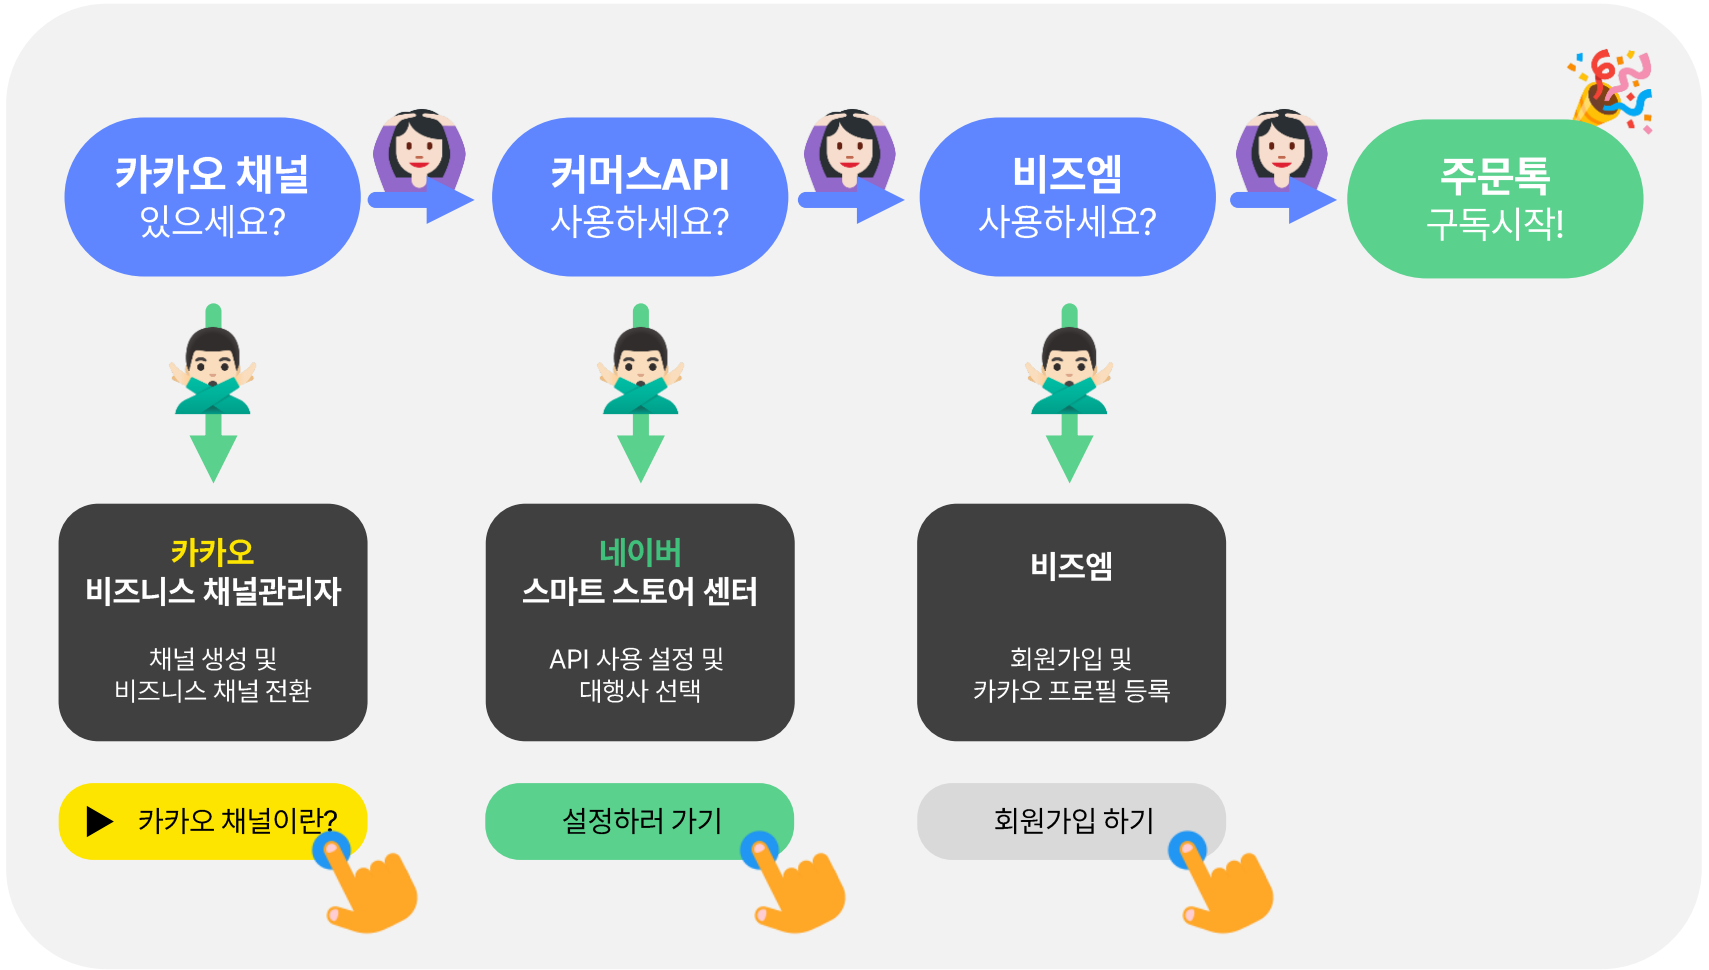 카카오 채널
있으세요?
커머스API
사용하세요?
비즈엠
사용하세요?
주문톡
구독시작!
카카오
비즈니스 채널관리자
채널 생성 및
비즈니스 채널 전환
네이버
스마트 스토어 센터
API 사용 설정 및
대행사 선택
비즈엠
회원가입 및
카카오 프로필 등록
카카오 채널이란?
설정하러 가기
회원가입 하기